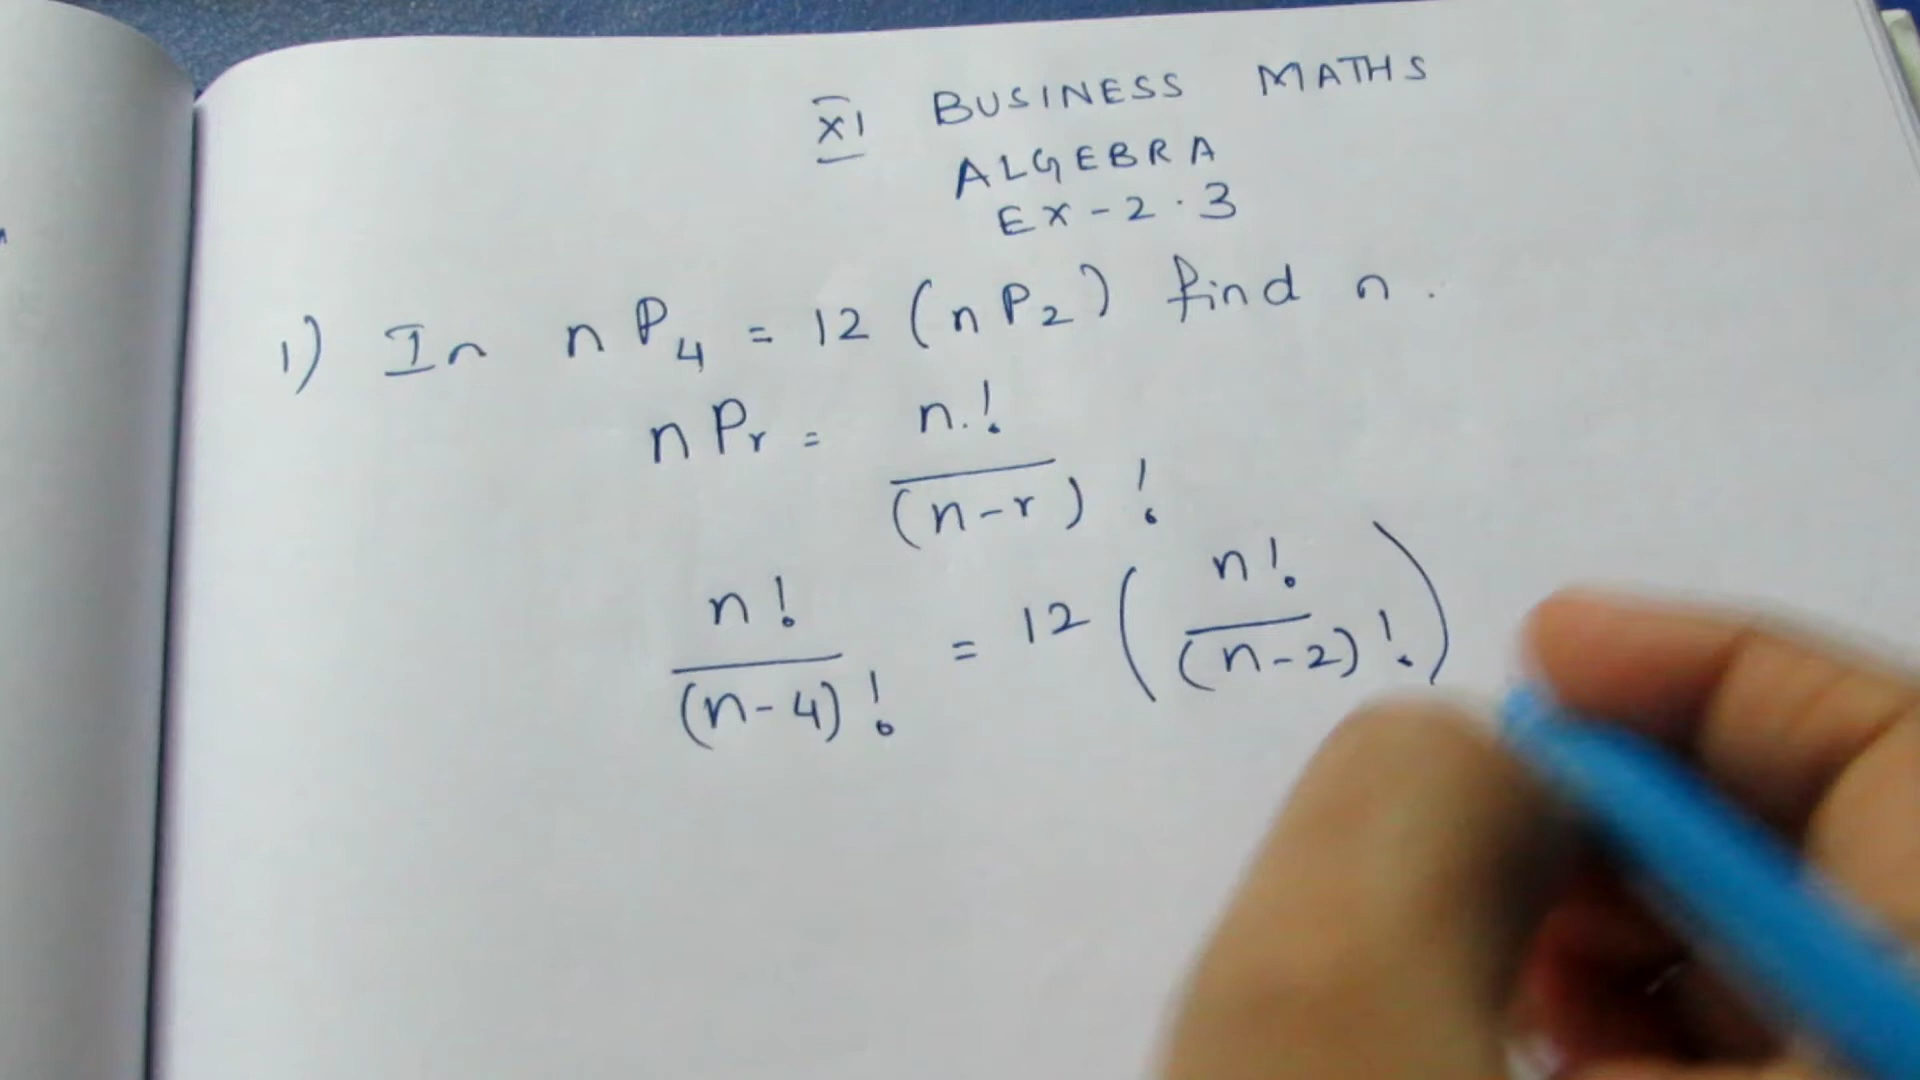 XI BUSINESS MATHS
ALGEBRA
EX - 2.3
1) In nP₄ = 12 (nP₂) find n.
nPr = n! / (n-r)!
n! / (n-4)! = 12 ( n! / (n-2)! )